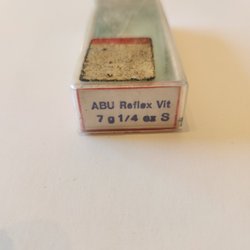 ABU Reflex Vit
7 g 1/4 oz S